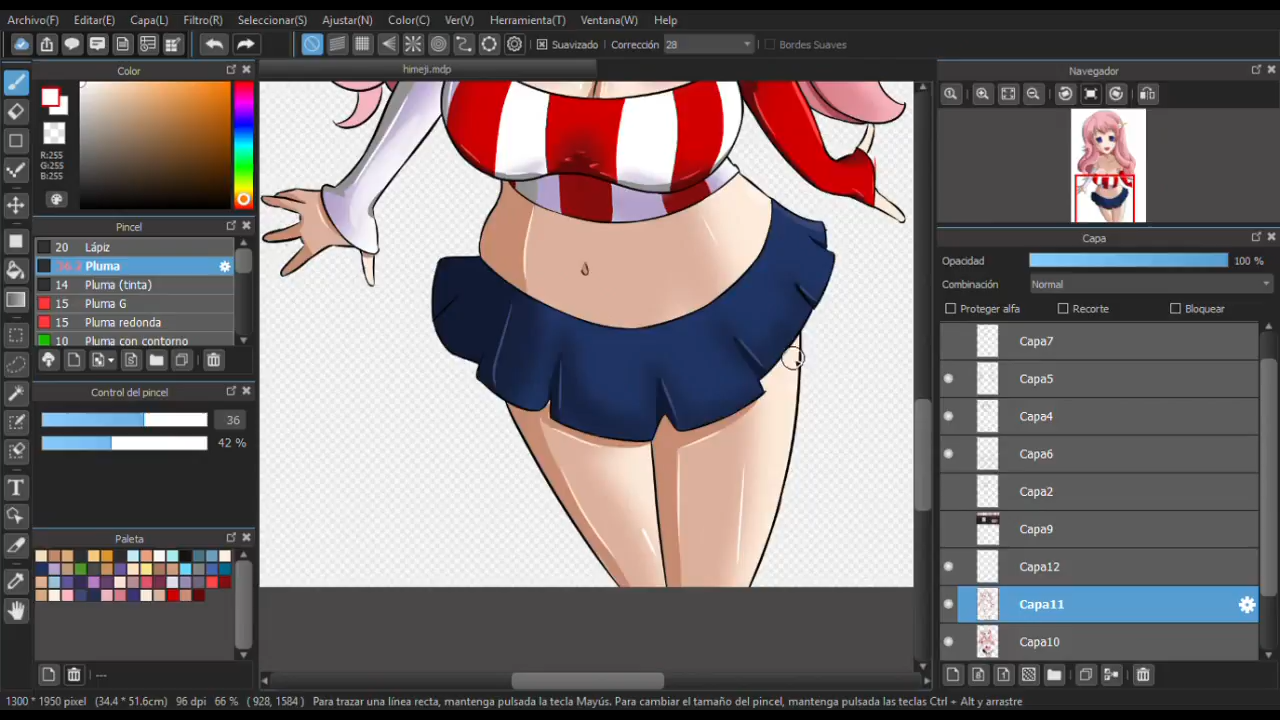 Archivo(F) Editar(E) Capa(L) Filtro(R) Seleccionar(S) Ajustar(N) Color(C) Ver(V) Herramienta(T) Ventana(W) Help
Suavizado Corrección 28 Bordes Suaves
Color
himeji.mdp
Navegador
R:255
G:255
B:255
Pincel
20 Lápiz
36.2 Pluma
14 Pluma (tinta)
15 Pluma G
15 Pluma redonda
10 Pluma con contorno
Control del pincel
36
42 %
Paleta
---
Capa
Opacidad 100 %
Combinación Normal
Proteger alfa Recorte Bloquear
Capa7
Capa5
Capa4
Capa6
Capa2
Capa9
Capa12
Capa11
Capa10
1300 * 1950 pixel (34.4 * 51.6cm) 96 dpi 66 % ( 928, 1584 ) Para trazar una línea recta, mantenga pulsada la tecla Mayús. Para cambiar el tamaño del pincel, mantenga pulsadas las teclas Ctrl + Alt y arrastre